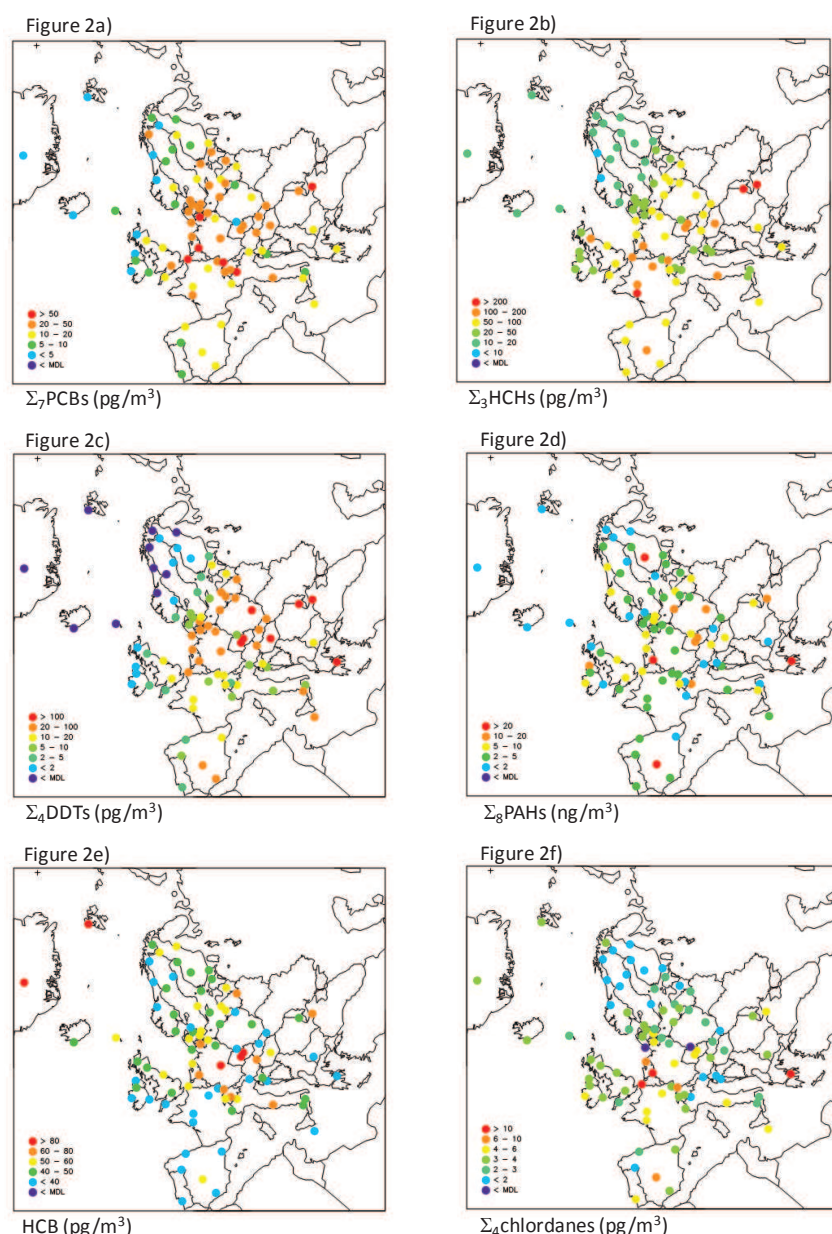 Figure 2a)
> 50
20 – 50
10 – 20
5 – 10
< 5
< MDL
Σ₇PCBs (pg/m³)
Figure 2b)
> 200
100 – 200
50 – 100
20 – 50
10 – 20
< 10
< MDL
Σ₃HCHs (pg/m³)
Figure 2c)
> 100
20 – 100
10 – 20
5 – 10
2 – 5
< 2
< MDL
Σ₄DDTs (pg/m³)
Figure 2d)
> 20
10 – 20
5 – 10
2 – 5
< 2
< MDL
Σ₈PAHs (ng/m³)
Figure 2e)
> 80
60 – 80
50 – 60
40 – 50
< 40
< MDL
HCB (pg/m³)
Figure 2f)
> 10
6 – 10
4 – 6
3 – 4
2 – 3
< 2
< MDL
Σ₄chlordanes (pg/m³)